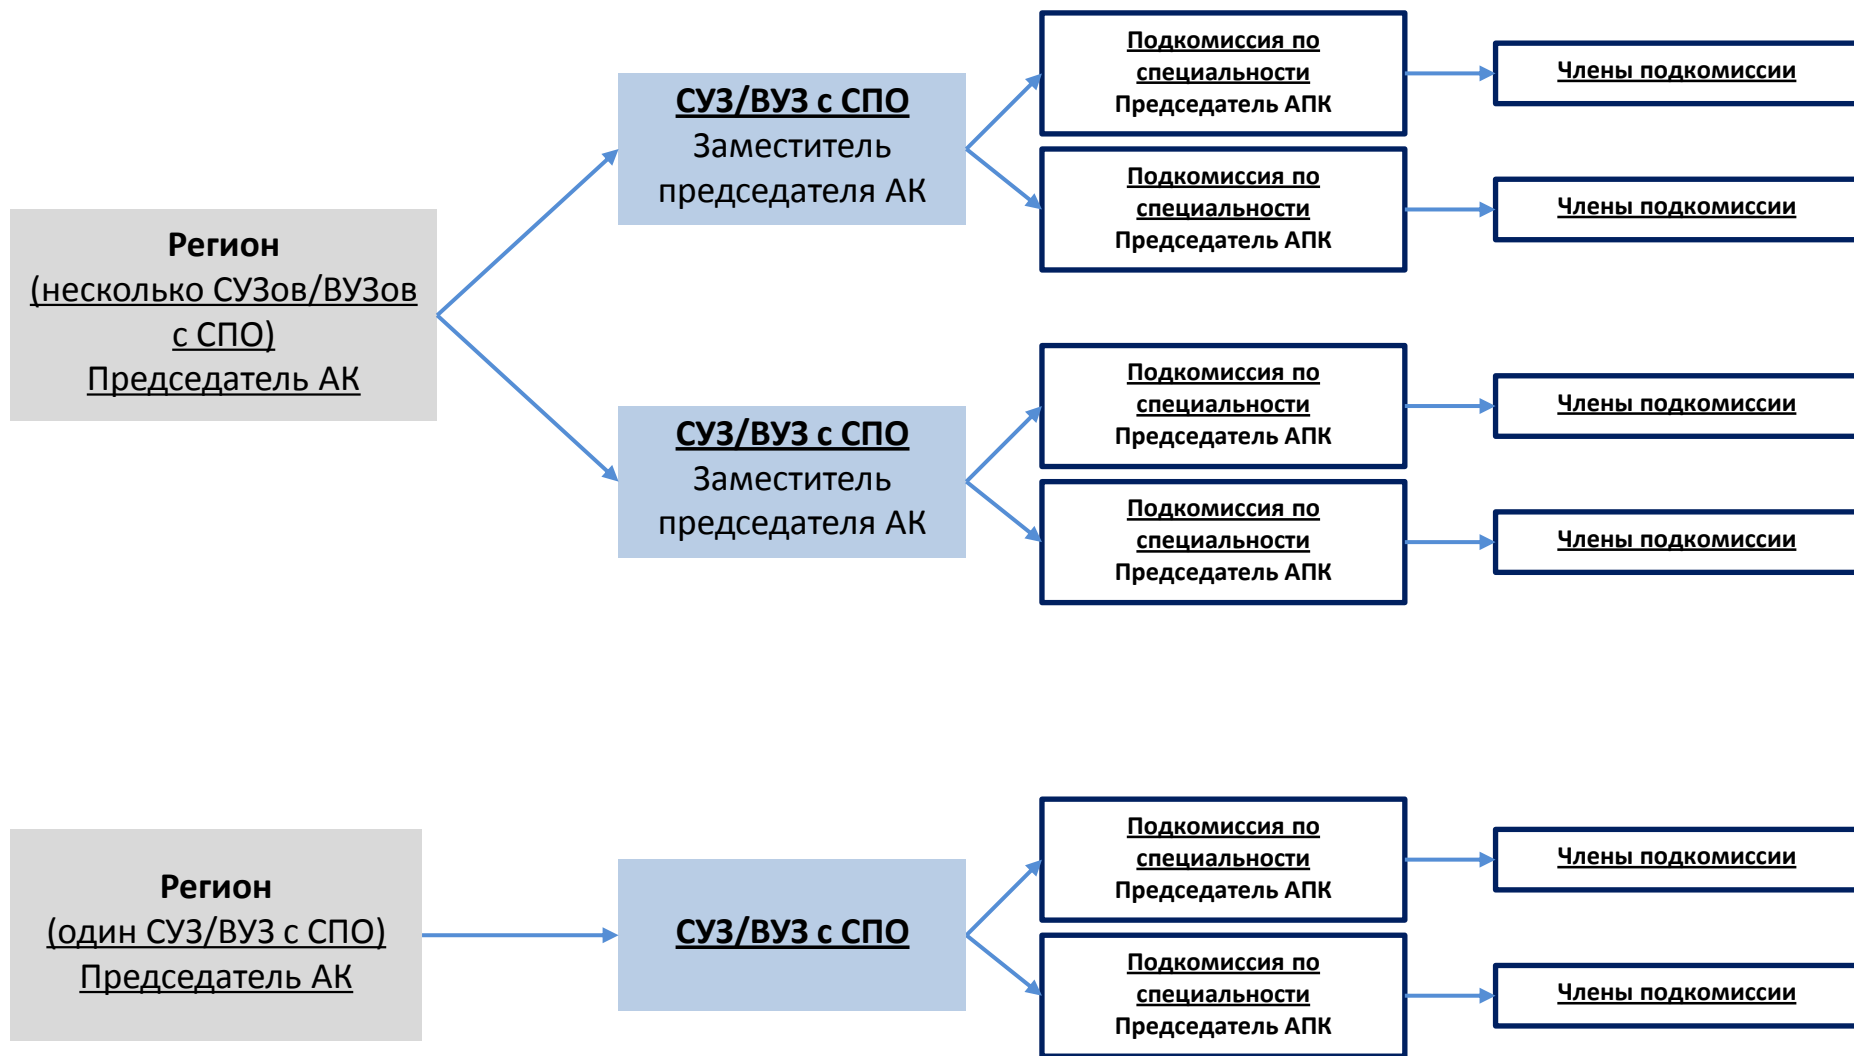 Регион
(несколько СУЗов/ВУЗов
с СПО)
Председатель АК
СУЗ/ВУЗ с СПО
Заместитель
председателя АК
Подкомиссия по
специальности
Председатель АПК
Члены подкомиссии
Подкомиссия по
специальности
Председатель АПК
Члены подкомиссии
СУЗ/ВУЗ с СПО
Заместитель
председателя АК
Подкомиссия по
специальности
Председатель АПК
Члены подкомиссии
Подкомиссия по
специальности
Председатель АПК
Члены подкомиссии
Регион
(один СУЗ/ВУЗ с СПО)
Председатель АК
СУЗ/ВУЗ с СПО
Подкомиссия по
специальности
Председатель АПК
Члены подкомиссии
Подкомиссия по
специальности
Председатель АПК
Члены подкомиссии